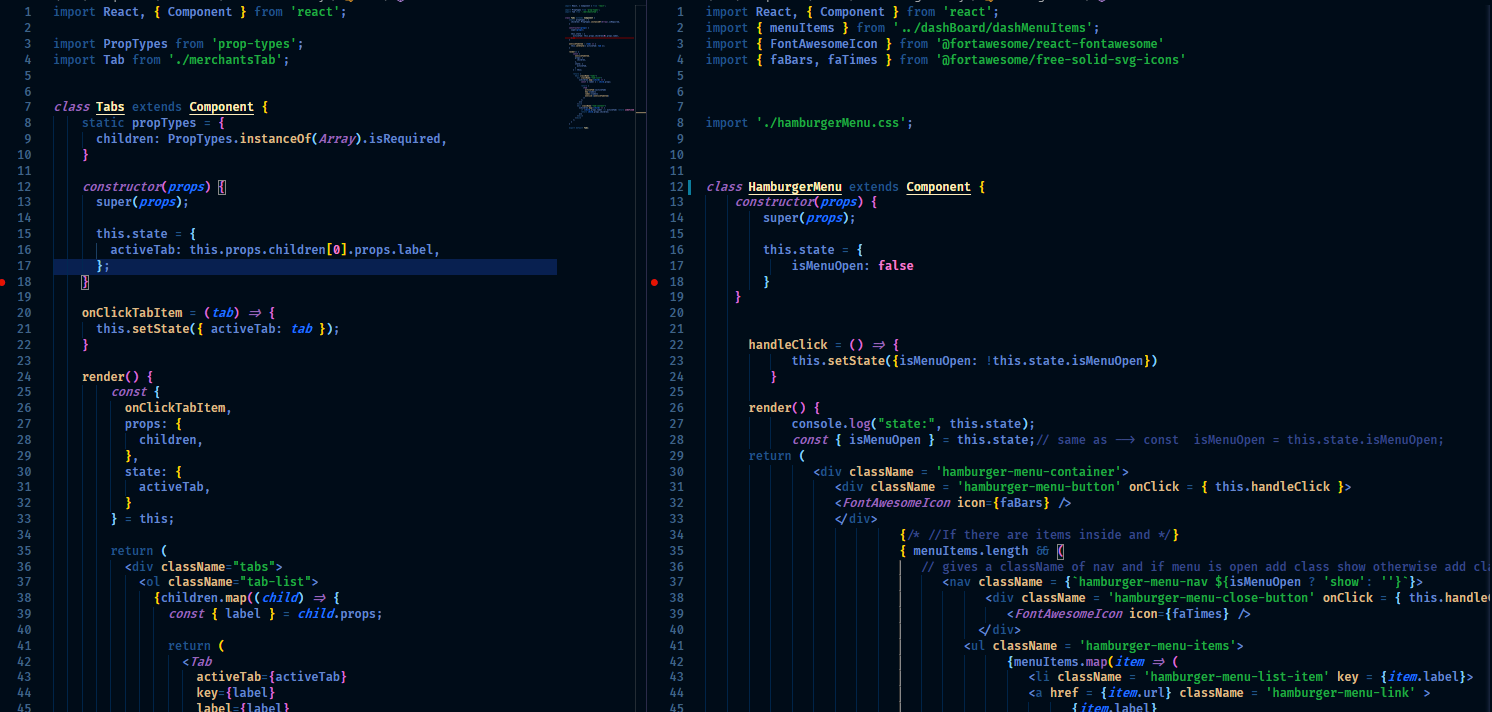 1 import React, { Component } from 'react';
2
3 import PropTypes from 'prop-types';
4 import Tab from './merchantsTab';
5
6
7 class Tabs extends Component {
8 static propTypes = {
9 children: PropTypes.instanceOf(Array).isRequired,
10 }
11
12 constructor(props) {
13 super(props);
14
15 this.state = {
16 activeTab: this.props.children[0].props.label,
17 };
18 }
19
20 onClickTabItem = (tab) => {
21 this.setState({ activeTab: tab });
22 }
23
24 render() {
25 const {
26 onClickTabItem,
27 props: {
28 children,
29 },
30 state: {
31 activeTab,
32 }
33 } = this;
34
35 return (
36 <div className="tabs">
37 <ol className="tab-list">
38 {children.map((child) => {
39 const { label } = child.props;
40
41 return (
42 <Tab
43 activeTab={activeTab}
44 key={label}
45 label={label}
1 import React, { Component } from 'react';
2 import { menuItems } from '../dashBoard/dashMenuItems';
3 import { FontAwesomeIcon } from '@fortawesome/react-fontawesome'
4 import { faBars, faTimes } from '@fortawesome/free-solid-svg-icons'
5
6
7
8 import './hamburgerMenu.css';
9
10
11
12 class HamburgerMenu extends Component {
13 constructor(props) {
14 super(props);
15
16 this.state = {
17 isMenuOpen: false
18 }
19 }
20
21
22 handleClick = () => {
23 this.setState({isMenuOpen: !this.state.isMenuOpen})
24 }
25
26 render() {
27 console.log("state:", this.state);
28 const { isMenuOpen } = this.state;// same as --> const isMenuOpen = this.state.isMenuOpen;
29 return (
30 <div className = 'hamburger-menu-container'>
31 <div className = 'hamburger-menu-button' onClick = { this.handleClick }>
32 <FontAwesomeIcon icon={faBars} />
33 </div>
34 {/* //If there are items inside and */}
35 { menuItems.length && (
36 // gives a className of nav and if menu is open add class show otherwise add cl
37 <nav className = {`hamburger-menu-nav ${isMenuOpen ? 'show': ''}`}>
38 <div className = 'hamburger-menu-close-button' onClick = { this.handle
39 <FontAwesomeIcon icon={faTimes} />
40 </div>
41 <ul className = 'hamburger-menu-items'>
42 {menuItems.map(item => (
43 <li className = 'hamburger-menu-list-item' key = {item.label}>
44 <a href = {item.url} className = 'hamburger-menu-link' >
45 {item.label}